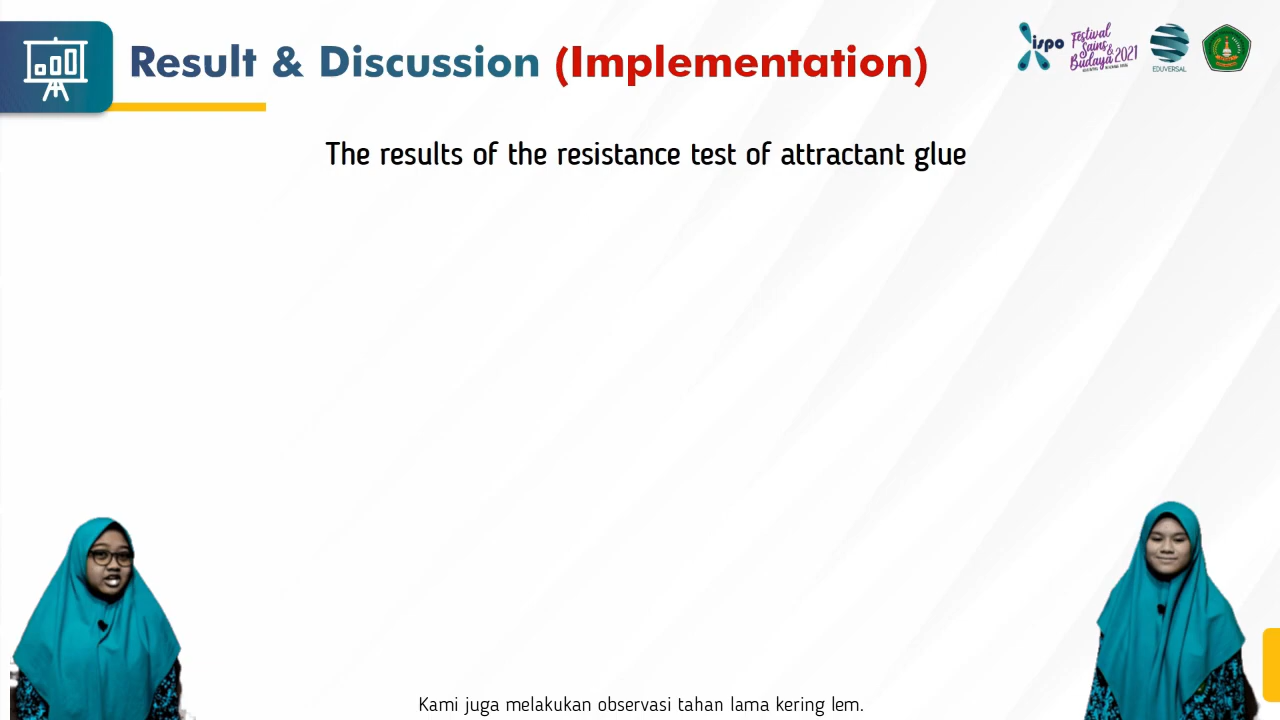 Result & Discussion (Implementation)
ispo
Festival
Sains &
Budaya 2021
EDUVERSAL
The results of the resistance test of attractant glue
Kami juga melakukan observasi tahan lama kering lem.